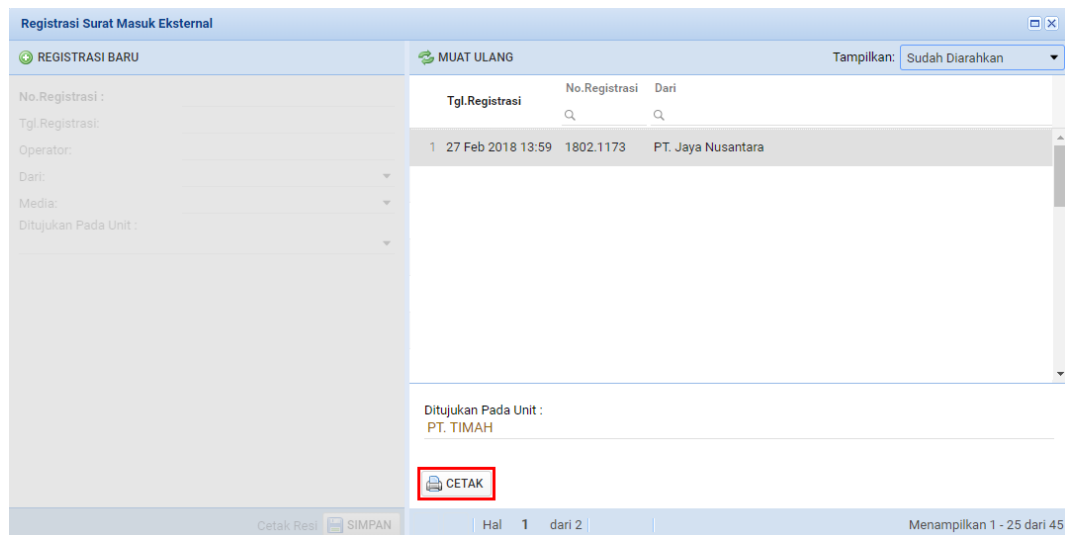 Registrasi Surat Masuk Eksternal
REGISTRASI BARU
No.Registrasi :
Tgl.Registrasi:
Operator:
Dari:
Media:
Ditujukan Pada Unit :
Cetak Resi SIMPAN
MUAT ULANG Tampilkan: Sudah Diarahkan
Tgl.Registrasi No.Registrasi Dari
1 27 Feb 2018 13:59 1802.1173 PT. Jaya Nusantara
Ditujukan Pada Unit :
PT. TIMAH
CETAK
Hal 1 dari 2 Menampilkan 1 - 25 dari 45